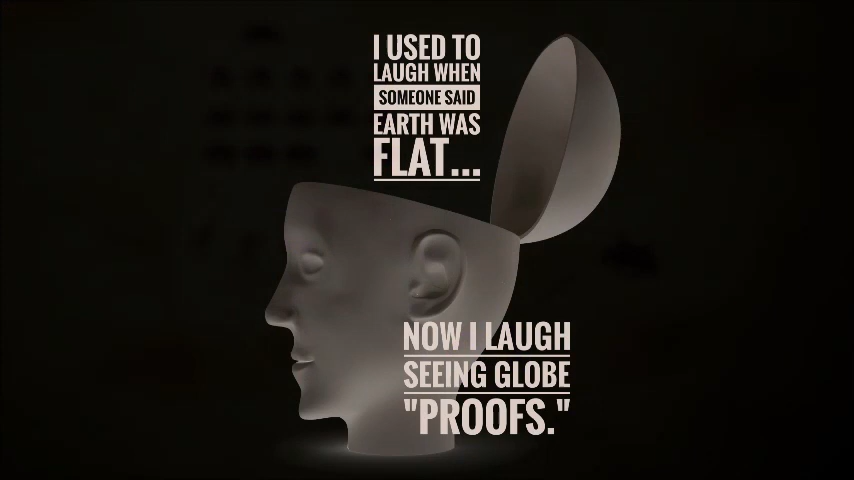 I USED TO
LAUGH WHEN
SOMEONE SAID
EARTH WAS
FLAT...
NOW I LAUGH
SEEING GLOBE
"PROOFS."